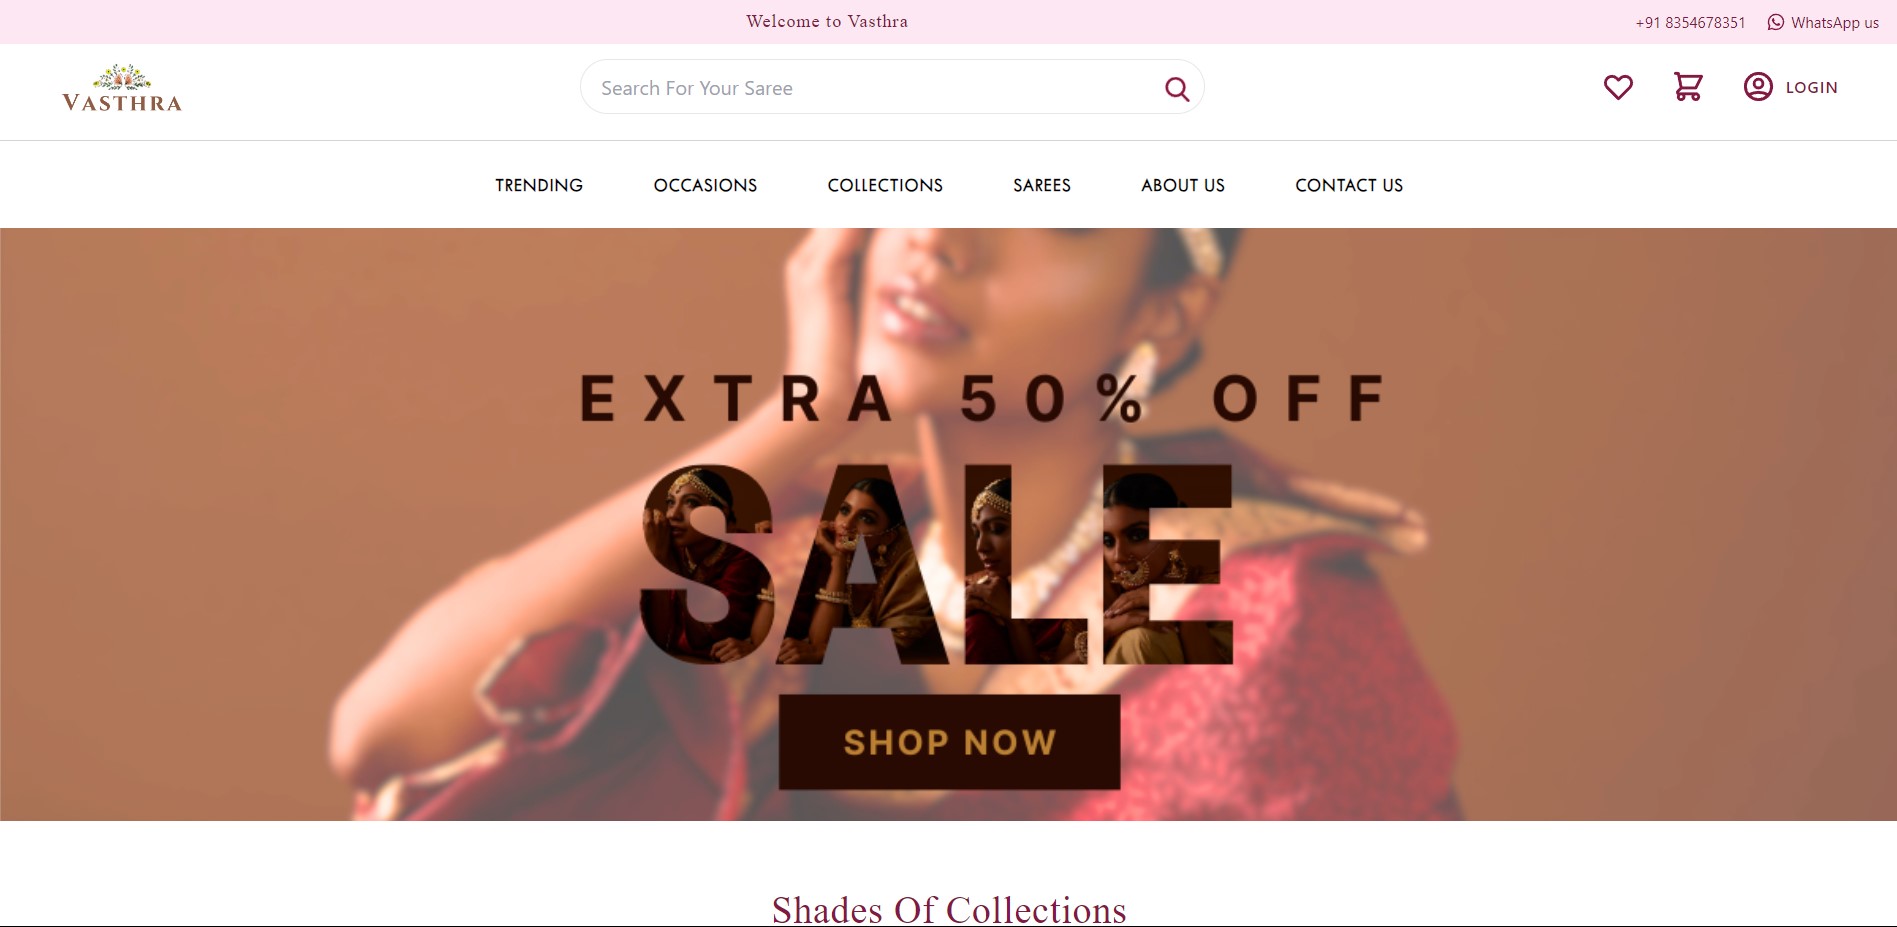 Welcome to Vasthra
+91 8354678351 WhatsApp us
VASTHRA
Search For Your Saree
LOGIN
TRENDING OCCASIONS COLLECTIONS SAREES ABOUT US CONTACT US
EXTRA 50% OFF
SALE
SHOP NOW
Shades Of Collections